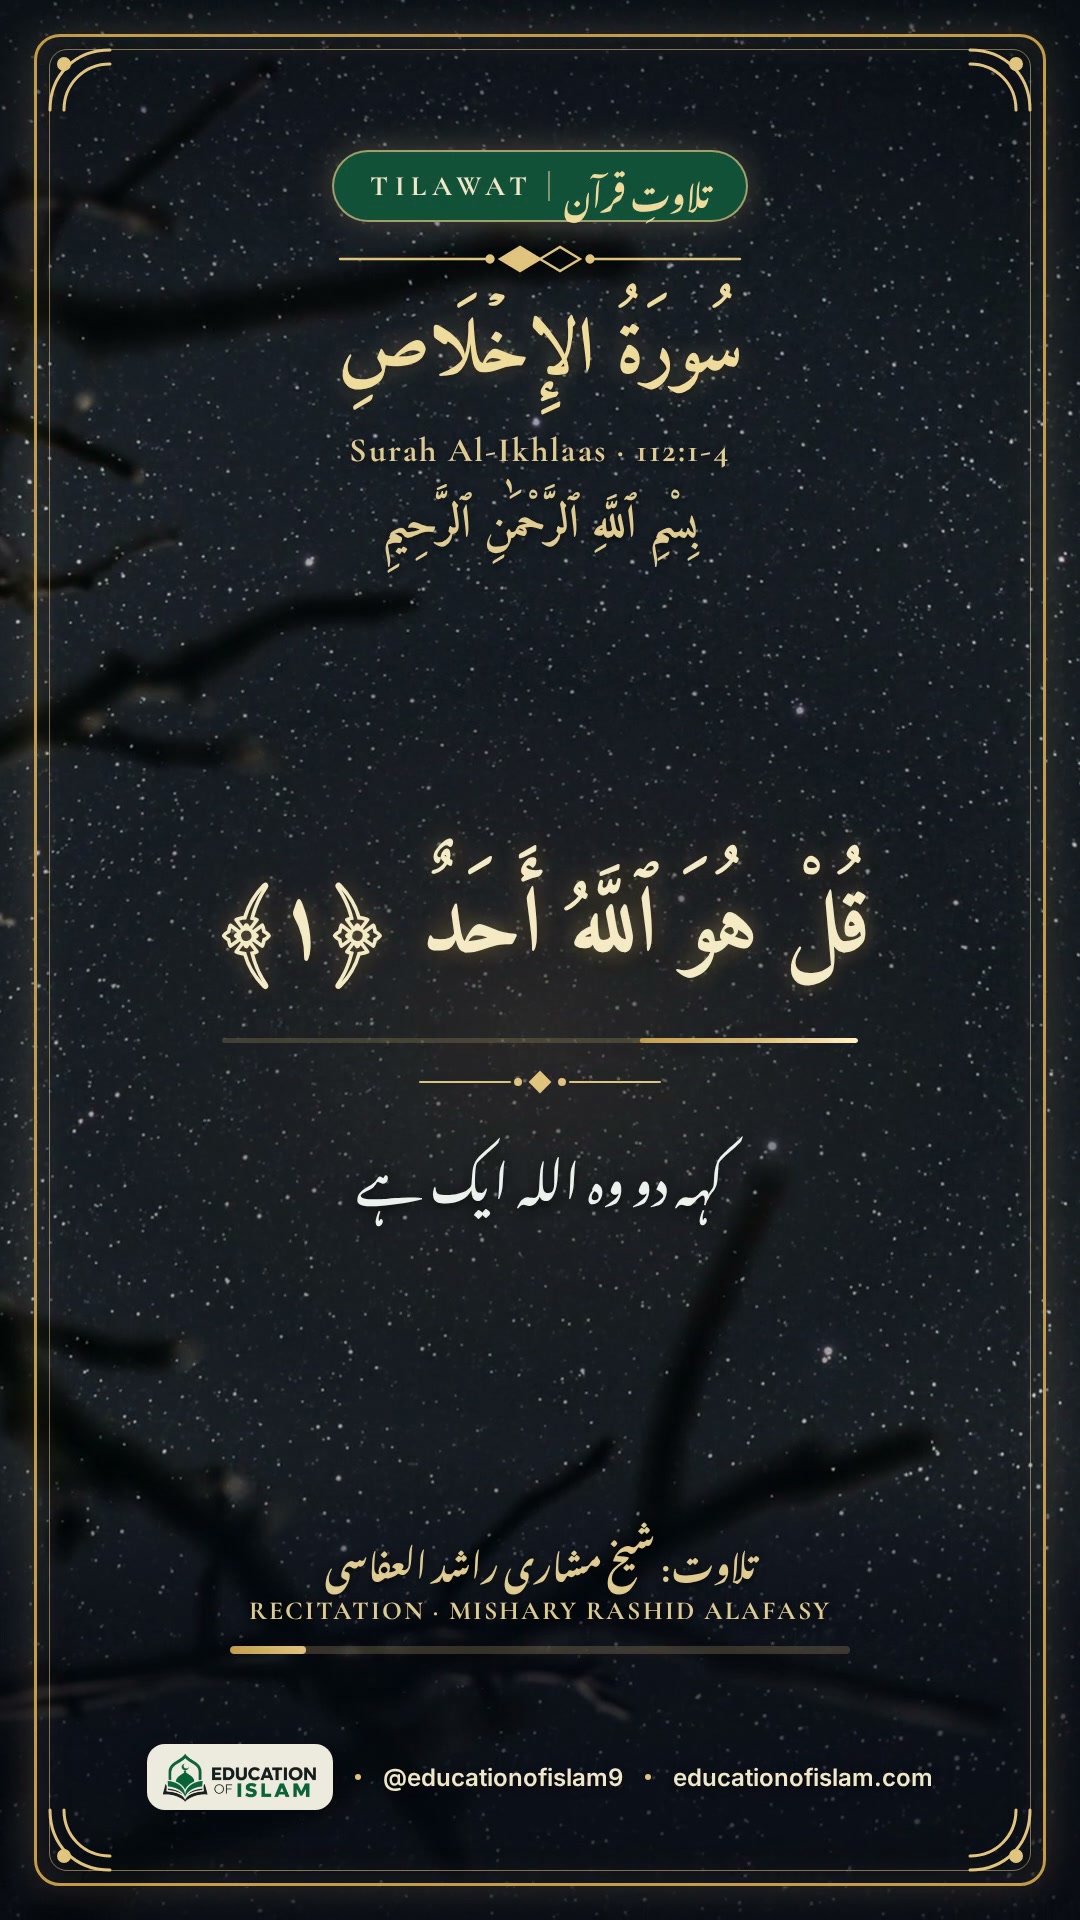 TILAWAT | تلاوتِ قرآن
سُورَةُ الإِخْلَاصِ
Surah Al-Ikhlaas · 112:1-4
بِسْمِ ٱللَّهِ ٱلرَّحْمَٰنِ ٱلرَّحِيمِ
قُلْ هُوَ ٱللَّهُ أَحَدٌ ﴿١﴾
کہہ دو وہ اللہ ایک ہے
تلاوت: شیخ مشاری راشد العفاسی
RECITATION · MISHARY RASHID ALAFASY
EDUCATION OF ISLAM • @educationofislam9 • educationofislam.com